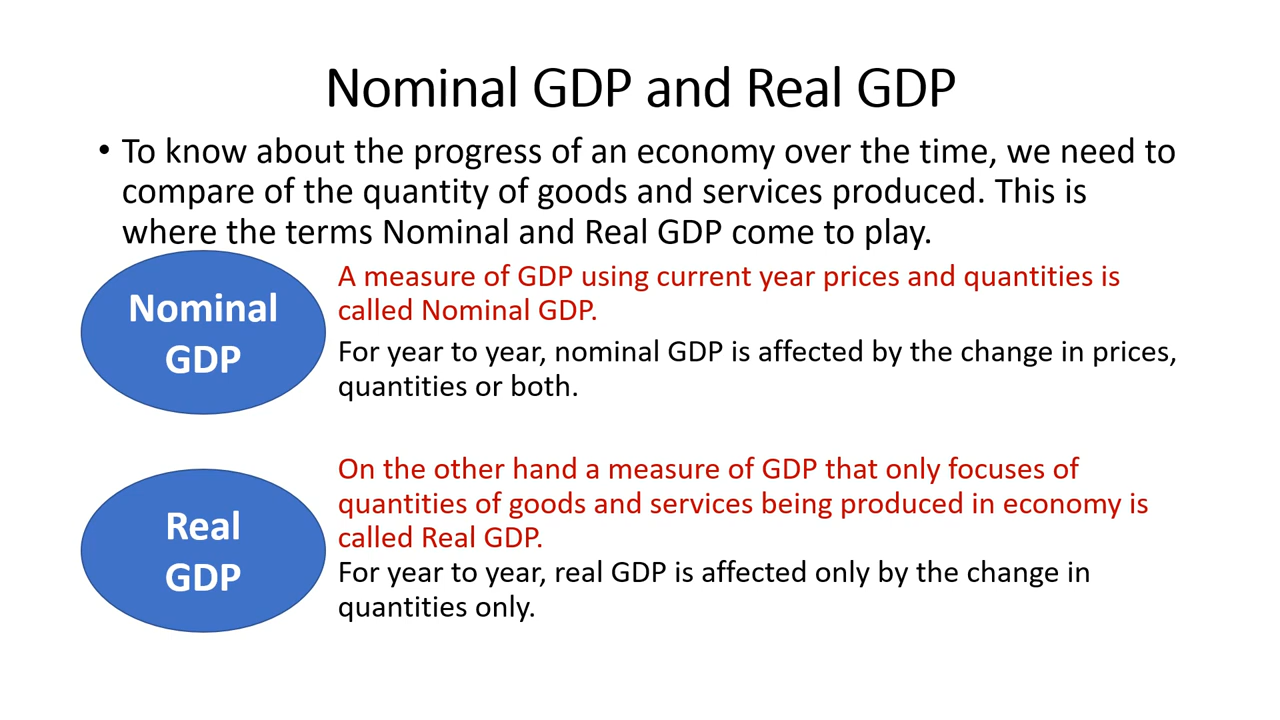 Nominal GDP and Real GDP
• To know about the progress of an economy over the time, we need to
compare of the quantity of goods and services produced. This is
where the terms Nominal and Real GDP come to play.
Nominal
GDP
A measure of GDP using current year prices and quantities is
called Nominal GDP.
For year to year, nominal GDP is affected by the change in prices,
quantities or both.
Real
GDP
On the other hand a measure of GDP that only focuses of
quantities of goods and services being produced in economy is
called Real GDP.
For year to year, real GDP is affected only by the change in
quantities only.